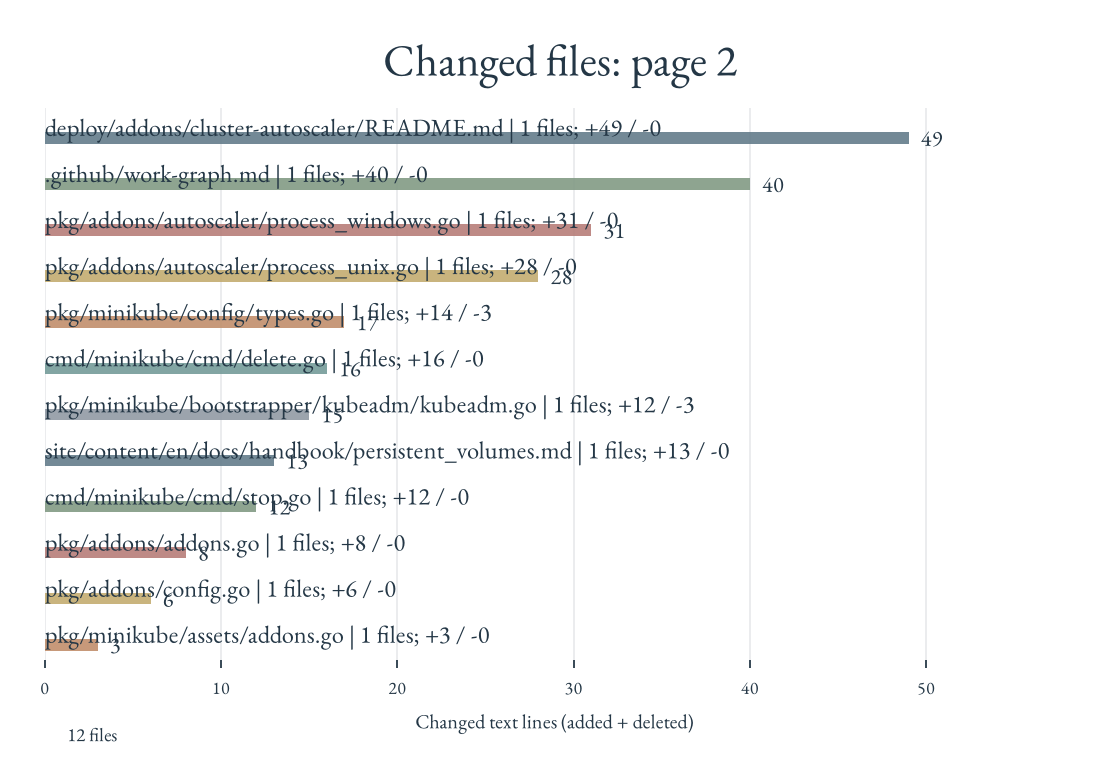 Changed files: page 2
deploy/addons/cluster-autoscaler/README.md | 1 files; +49 / -0
49
.github/work-graph.md | 1 files; +40 / -0
40
pkg/addons/autoscaler/process_windows.go | 1 files; +31 / -0
31
pkg/addons/autoscaler/process_unix.go | 1 files; +28 / -0
28
pkg/minikube/config/types.go | 1 files; +14 / -3
17
cmd/minikube/cmd/delete.go | 1 files; +16 / -0
16
pkg/minikube/bootstrapper/kubeadm/kubeadm.go | 1 files; +12 / -3
15
site/content/en/docs/handbook/persistent_volumes.md | 1 files; +13 / -0
13
cmd/minikube/cmd/stop.go | 1 files; +12 / -0
12
pkg/addons/addons.go | 1 files; +8 / -0
8
pkg/addons/config.go | 1 files; +6 / -0
6
pkg/minikube/assets/addons.go | 1 files; +3 / -0
3
0 10 20 30 40 50
Changed text lines (added + deleted)
12 files